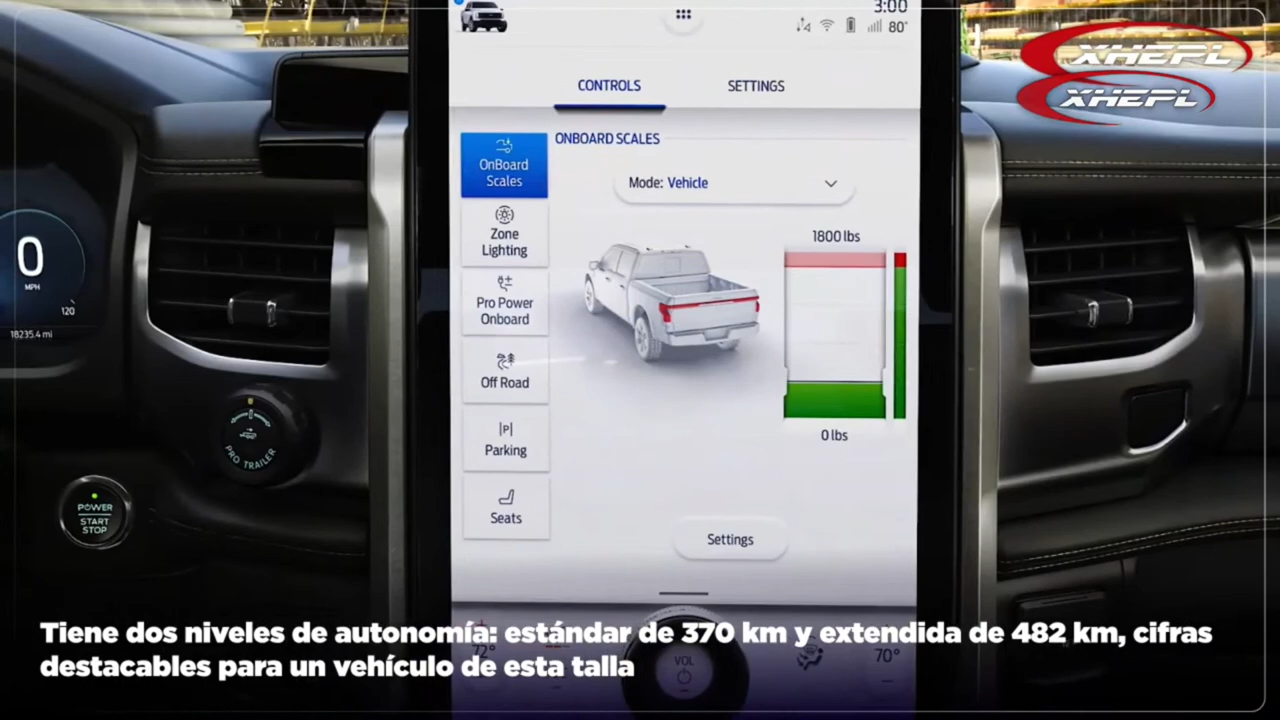 3:00
80°
XHEPL
XHEPL
CONTROLS
SETTINGS
OnBoard
Scales
ONBOARD SCALES
Mode: Vehicle
Zone
Lighting
1800 lbs
Pro Power
Onboard
Off Road
Parking
0 lbs
Seats
Settings
0
MPH
120
18235.4 mi
PRO TRAILER
POWER
START
STOP
Tiene dos niveles de autonomía: estándar de 370 km y extendida de 482 km, cifras
destacables para un vehículo de esta talla
72°
VOL
70°